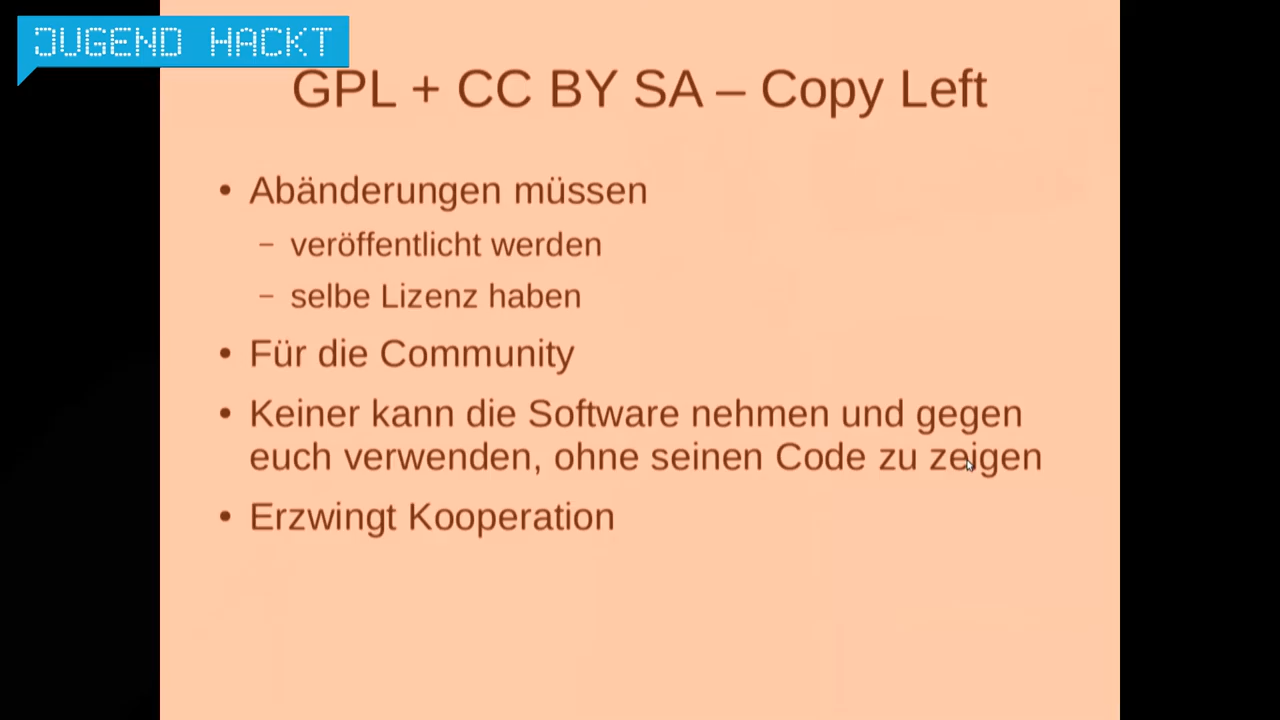 JUGEND HACKT
GPL + CC BY SA – Copy Left
• Abänderungen müssen
– veröffentlicht werden
– selbe Lizenz haben
• Für die Community
• Keiner kann die Software nehmen und gegen
euch verwenden, ohne seinen Code zu zeigen
• Erzwingt Kooperation